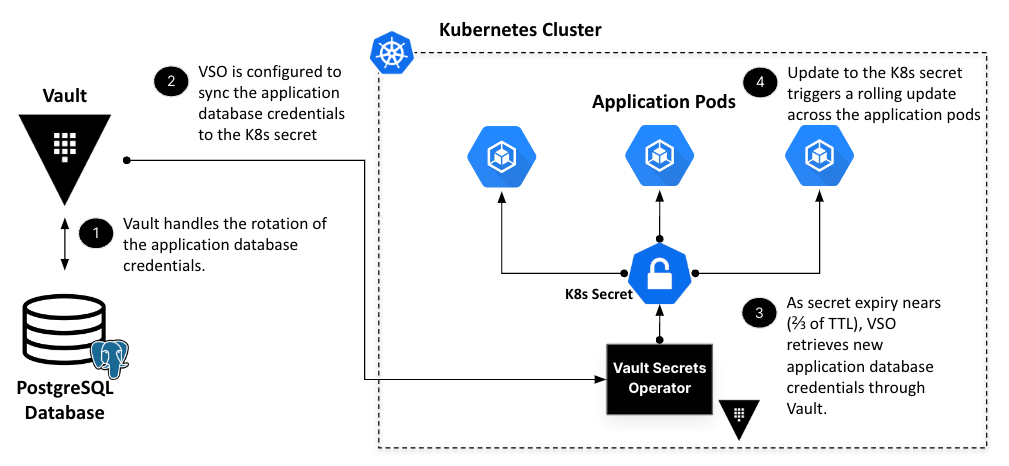 Kubernetes Cluster
Vault
2
VSO is configured to
sync the application
database credentials
to the K8s secret
Application Pods
4
Update to the K8s secret
triggers a rolling update
across the application pods
1
Vault handles the rotation of
the application database
credentials.
K8s Secret
3
As secret expiry nears
(⅔ of TTL), VSO
retrieves new
application database
credentials through
Vault.
Vault Secrets
Operator
PostgreSQL
Database